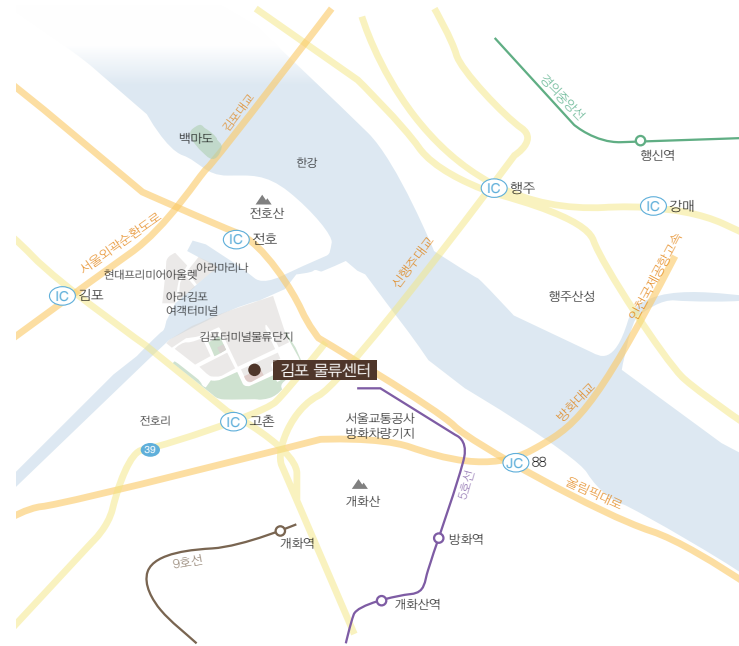 경의중앙선
김포대교
백마도
행신역
한강
IC 행주
IC 강매
전호산
서울외곽순환도로
IC 전호
신행주대교
인천국제공항고속
아라마리나
현대프리미어아울렛
IC 김포
아라김포
여객터미널
행주산성
김포터미널물류단지
김포 물류센터
방화대교
전호리
IC 고촌
서울교통공사
방화차량기지
39
JC 88
5호선
올림픽대로
개화산
개화역
방화역
9호선
개화산역